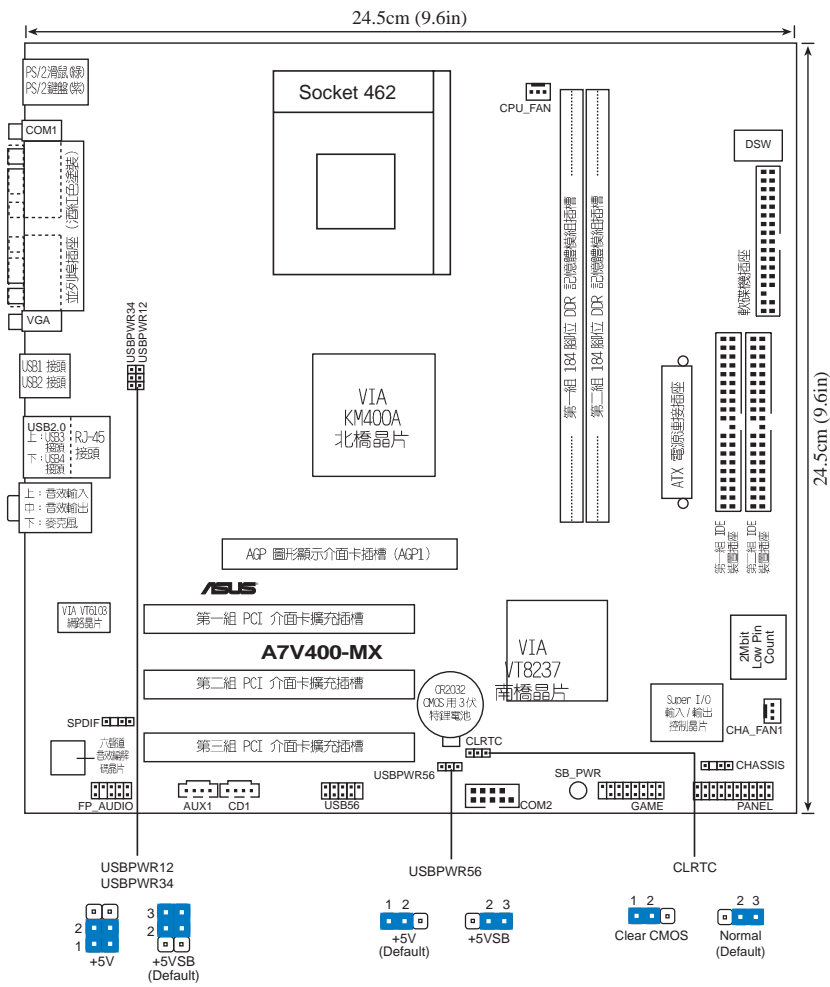 24.5cm (9.6in)
PS/2滑鼠(綠)
PS/2鍵盤(紫)
Socket 462
CPU_FAN
COM1
DSW
並列埠插座 (酒紅色塗裝)
第一組 184 腳位 DDR 記憶體模組插槽
第二組 184 腳位 DDR 記憶體模組插槽
軟碟機插座
VGA
USBPWR34
USBPWR12
USB1 接頭
USB2 接頭
VIA
KM400A
北橋晶片
24.5cm (9.6in)
USB2.0
上：USB3
接頭
下：USB4
接頭
RJ-45
接頭
ATX 電源連接插座
上：音效輸入
中：音效輸出
下：麥克風
第一組 IDE
裝置插座
第二組 IDE
裝置插座
AGP 圖形顯示介面卡插槽 (AGP1)
ASUS
VIA VT6103
網路晶片
第一組 PCI 介面卡擴充插槽
A7V400-MX
VIA
VT8237
南橋晶片
2Mbit
Low Pin
Count
第二組 PCI 介面卡擴充插槽
CR2032
CMOS 用 3 伏
特鋰電池
Super I/O
輸入/輸出
控制晶片
CHA_FAN1
SPDIF
六聲道
音效編解
碼晶片
第三組 PCI 介面卡擴充插槽
CLRTC
USBPWR56
SB_PWR
CHASSIS
FP_AUDIO
AUX1
CD1
USB56
COM2
GAME
PANEL
USBPWR12
USBPWR34
USBPWR56
CLRTC
2
1
+5V
3
2
+5VSB
(Default)
1 2
+5V
(Default)
2 3
+5VSB
1 2
Clear CMOS
2 3
Normal
(Default)